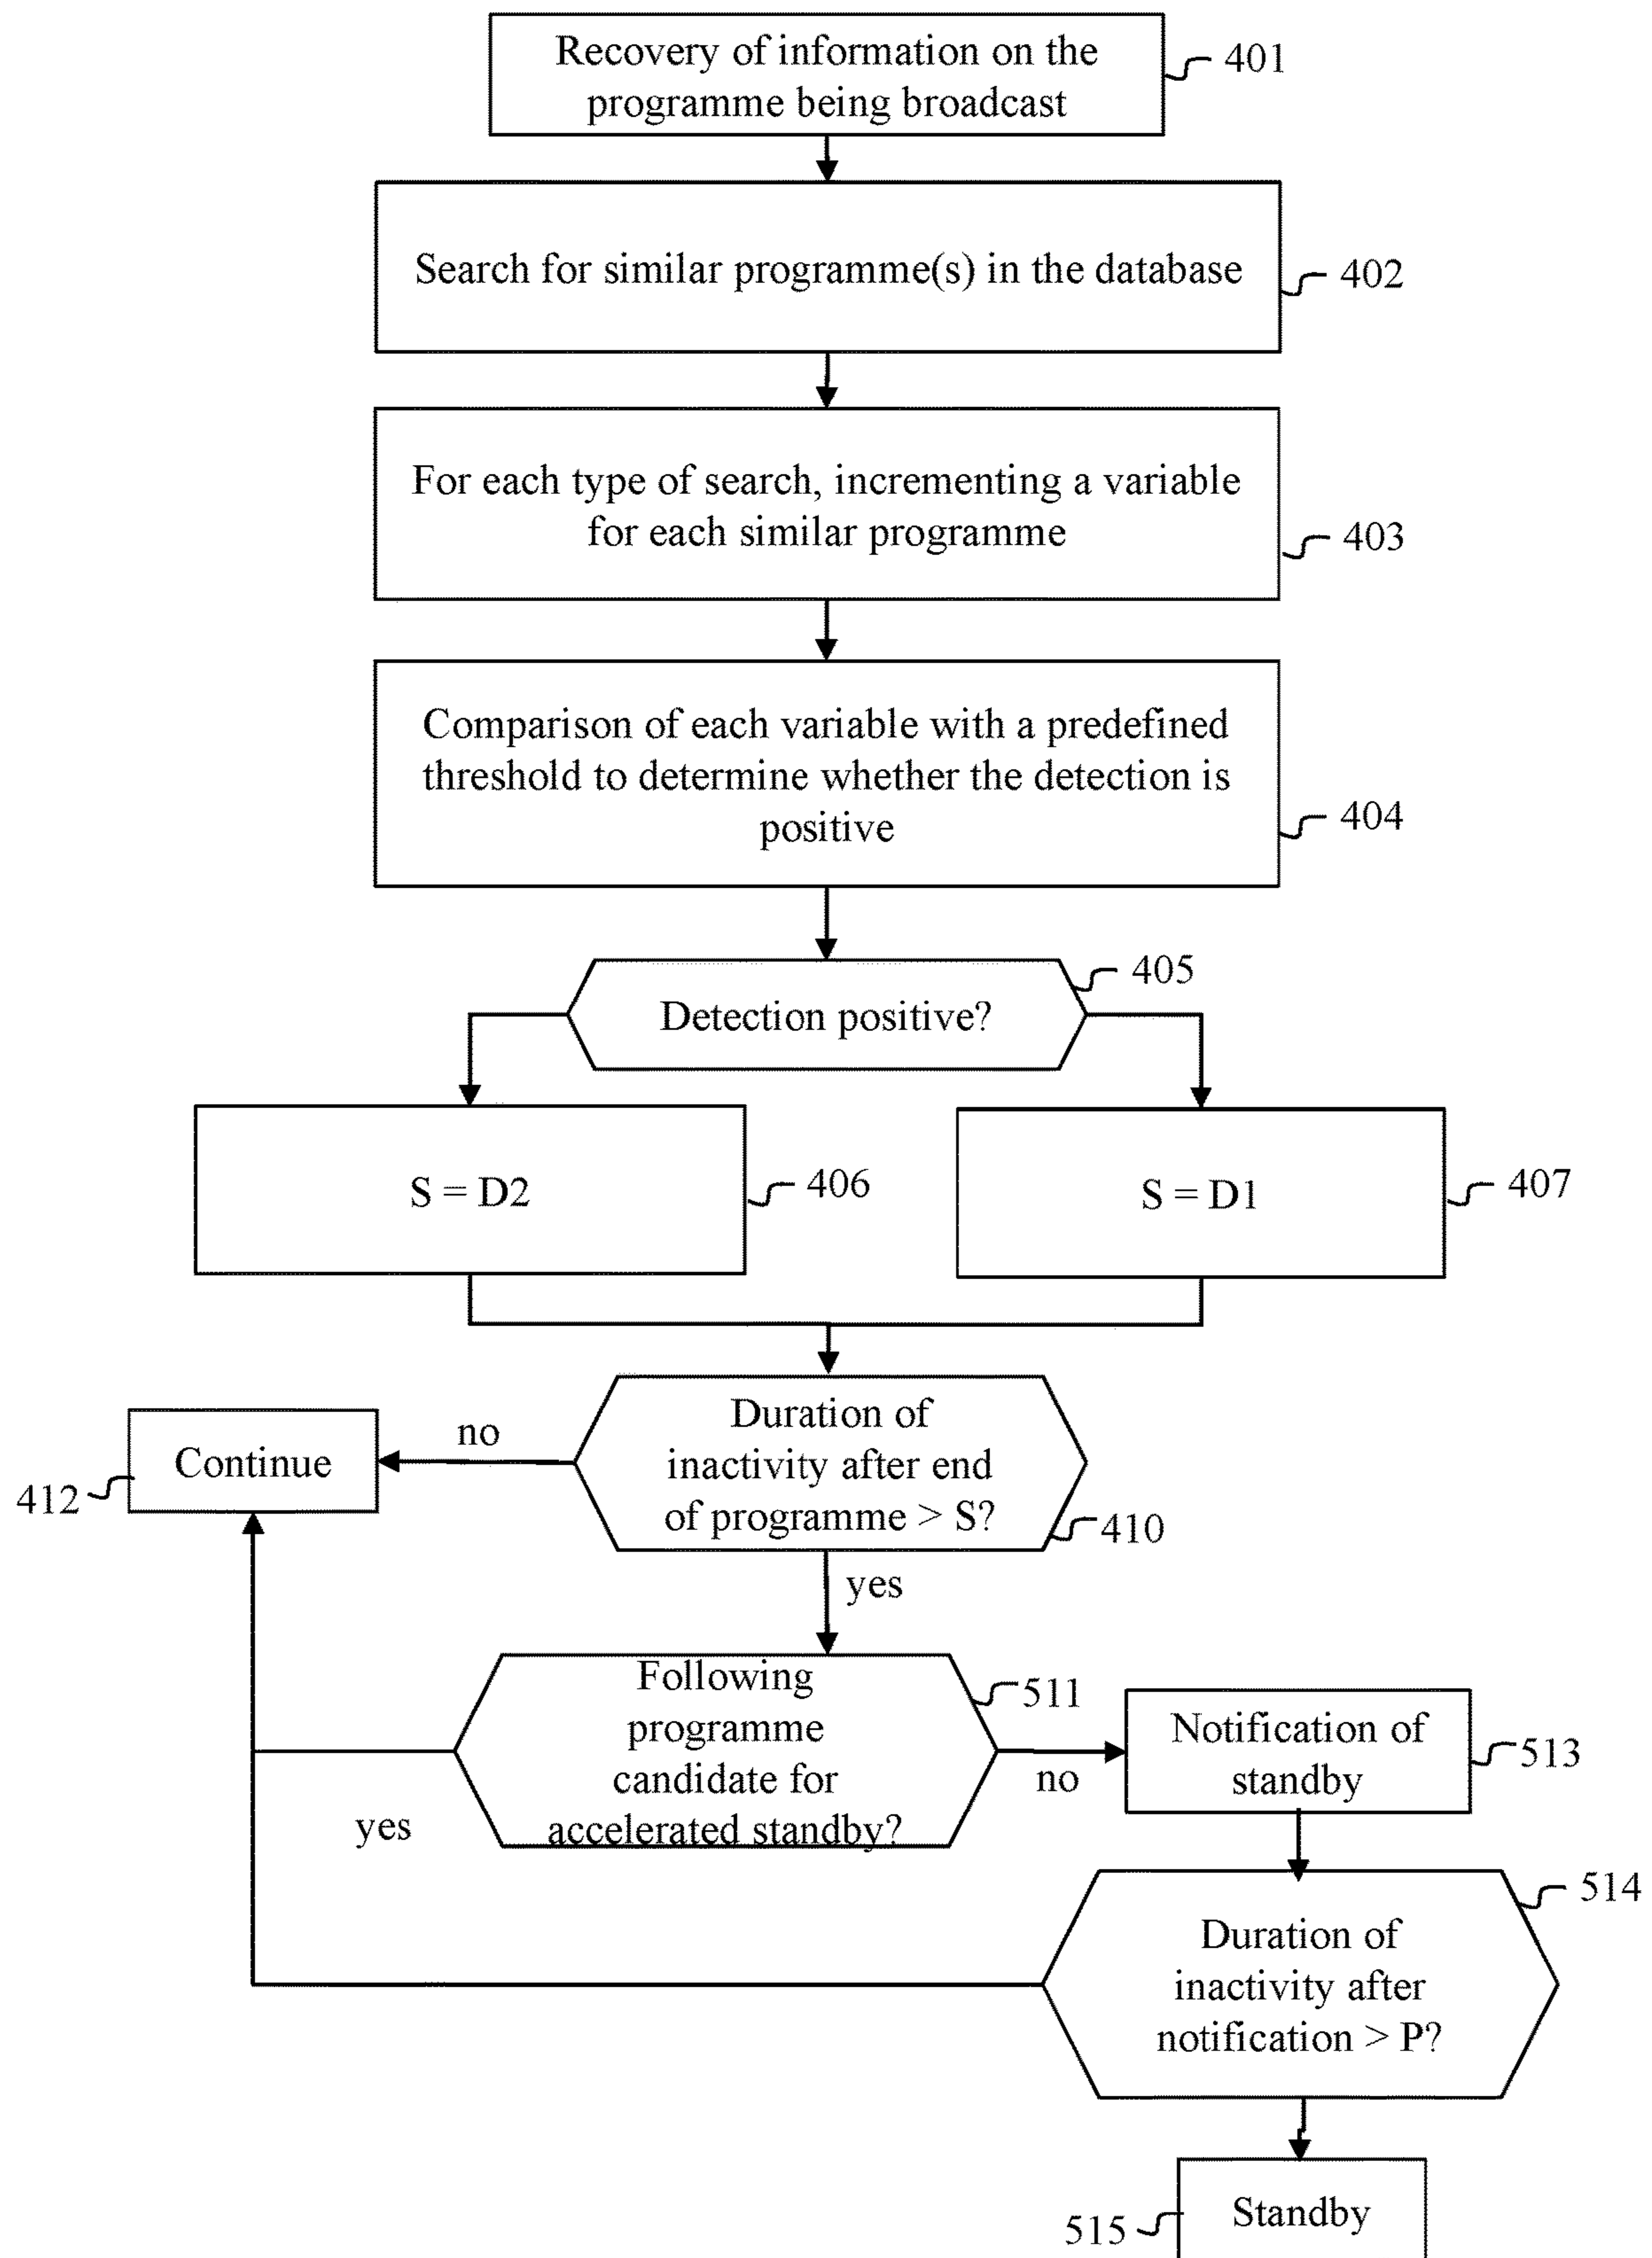 Recovery of information on the
programme being broadcast
401
Search for similar programme(s) in the database
402
For each type of search, incrementing a variable
for each similar programme
403
Comparison of each variable with a predefined
threshold to determine whether the detection is
positive
404
405
Detection positive?
S = D2
406
S = D1
407
Duration of
inactivity after end
of programme > S?
410
no
Continue
412
yes
Following
programme
candidate for
accelerated standby?
511
yes
no
Notification of
standby
513
514
Duration of
inactivity after
notification > P?
Standby
515